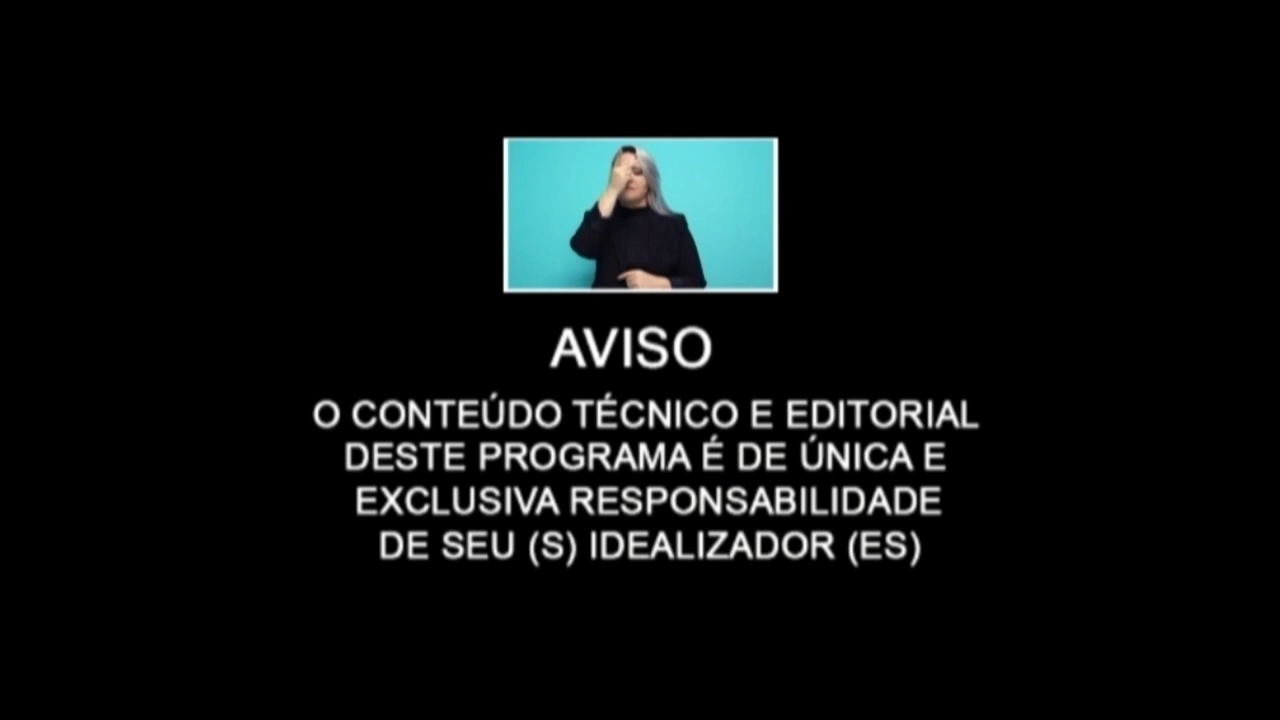 AVISO
O CONTEÚDO TÉCNICO E EDITORIAL
DESTE PROGRAMA É DE ÚNICA E
EXCLUSIVA RESPONSABILIDADE
DE SEU (S) IDEALIZADOR (ES)